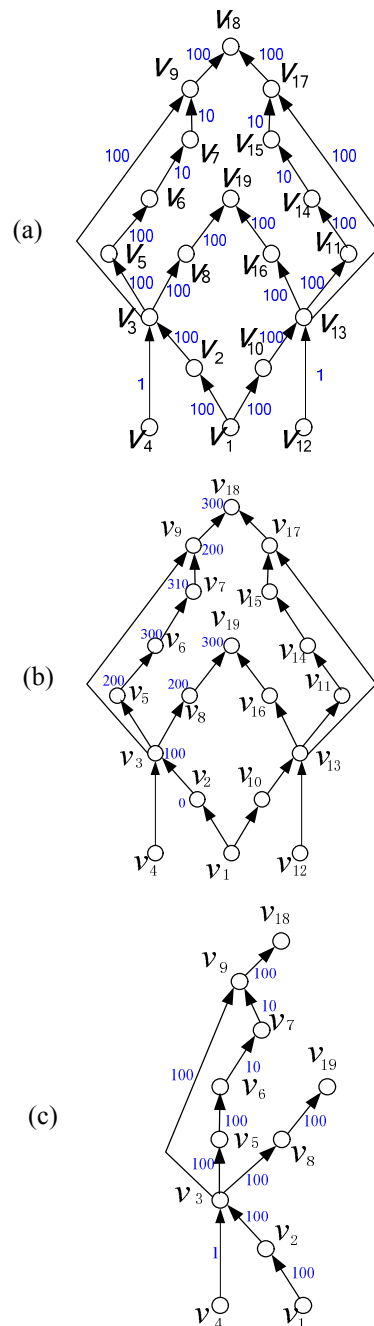 V18
100 100
V9 V17
10 10
V7 V15
100 10 10 100
V6 V19 V14
(a)
100 100 100 100
V5 V8 V16 V11
100 100 100 100
V3 V13
V2 V10
100 100
1 100 100 1
V4 V1 V12
v18
300
v9 v17
200
310 v7 v15
v19
300 v6 300 v14
(b)
200 v5 200 v8 v16 v11
v3 100 v13
v2 v10
0
v4 v1 v12
v18
v9 100
10 v7
v19
100 10
v6
(c)
100 100
v5 v8
100
v3 100
100 v2
1 100
v4 v1